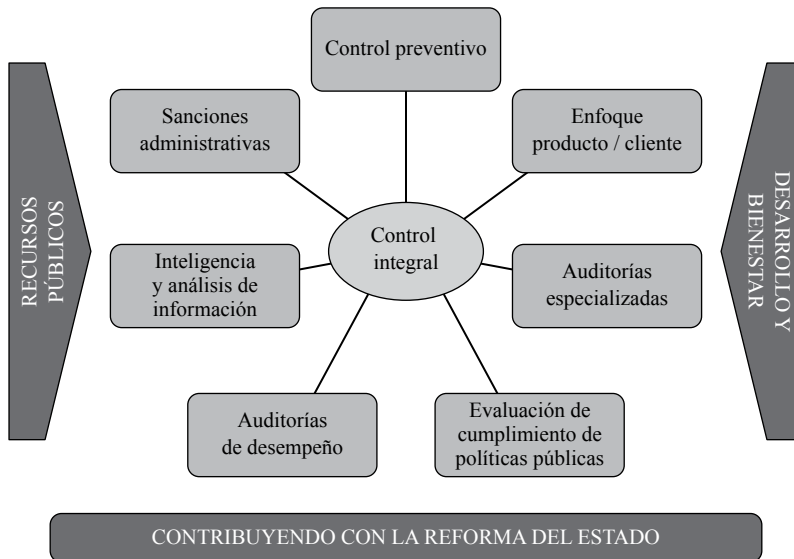 Control preventivo
Sanciones
administrativas
Enfoque
producto / cliente
RECURSOS
PÚBLICOS
Control
integral
DESARROLLO Y
BIENESTAR
Inteligencia
y análisis de
información
Auditorías
especializadas
Auditorías
de desempeño
Evaluación de
cumplimiento de
políticas públicas
CONTRIBUYENDO CON LA REFORMA DEL ESTADO